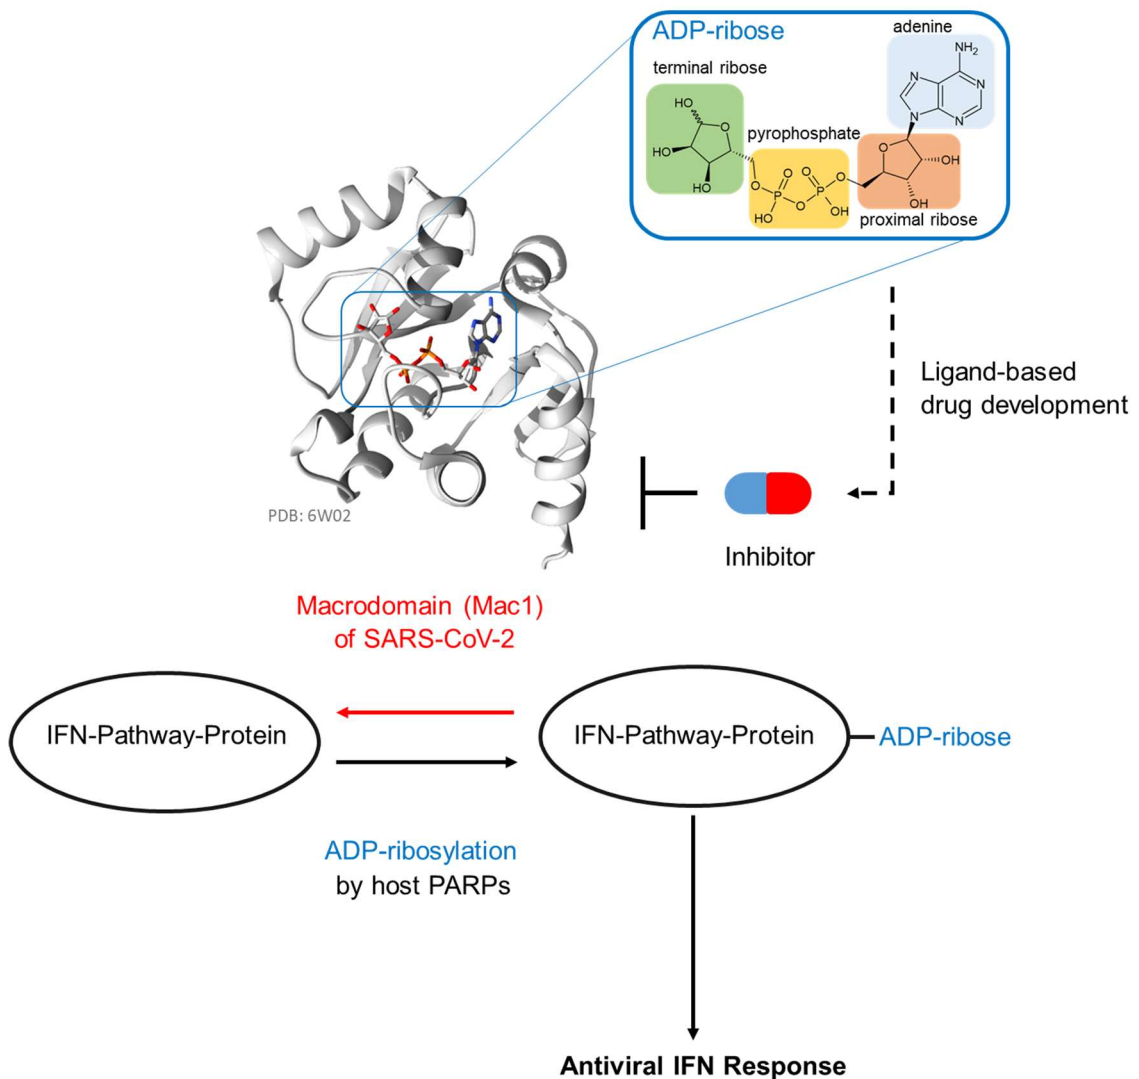 ADP-ribose
adenine
terminal ribose
pyrophosphate
proximal ribose
NH₂
N
N
N
N
HO
O
HO
HO
O
O
O
O
P
P
O
HO
OH
O
OH
OH
Ligand-based
drug development
PDB: 6W02
Inhibitor
Macrodomain (Mac1)
of SARS-CoV-2
IFN-Pathway-Protein
IFN-Pathway-Protein
ADP-ribose
ADP-ribosylation
by host PARPs
Antiviral IFN Response